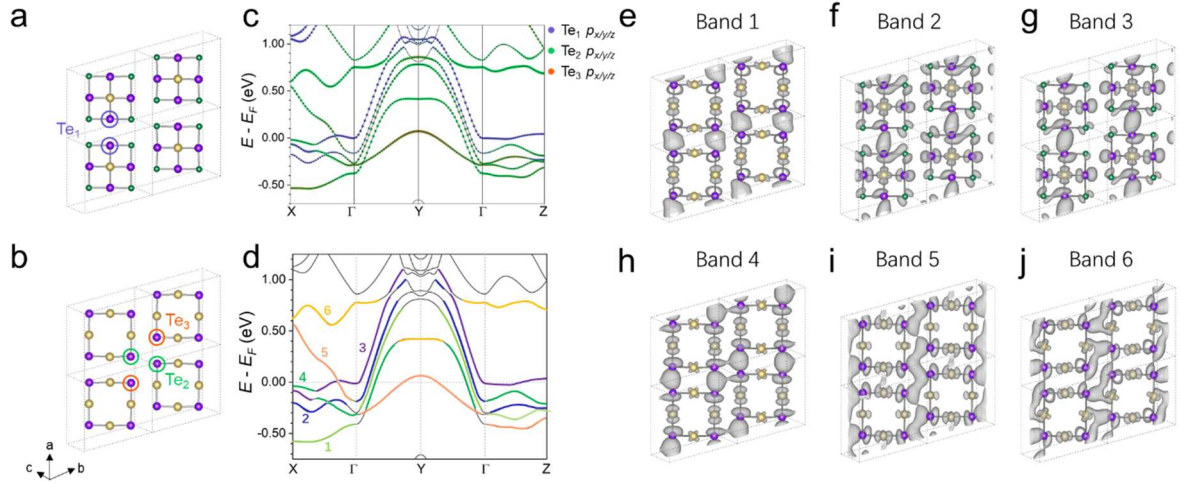 a
Te1
b
Te3
Te2
a
c
b
c
E - EF (eV)
1.00
0.50
0.00
-0.50
X Γ Y Γ Z
Te1 px/y/z
Te2 px/y/z
Te3 px/y/z
d
E - EF (eV)
1.00
0.50
0.00
-0.50
6
5
3
4
2
1
X Γ Y Γ Z
e Band 1
f Band 2
g Band 3
h Band 4
i Band 5
j Band 6